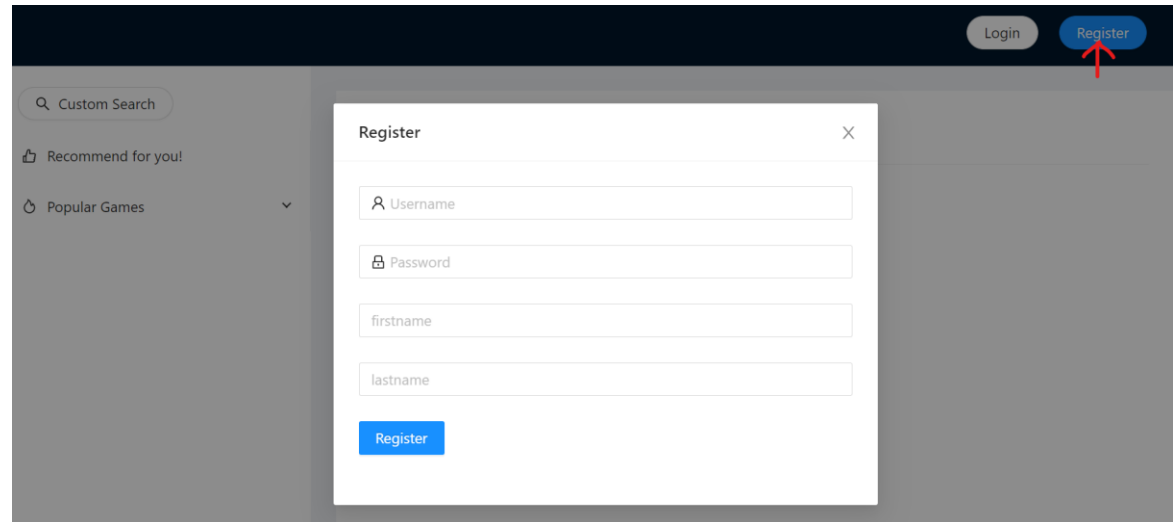 Login Register
Custom Search
Recommend for you!
Popular Games
Register
Username
Password
firstname
lastname
Register